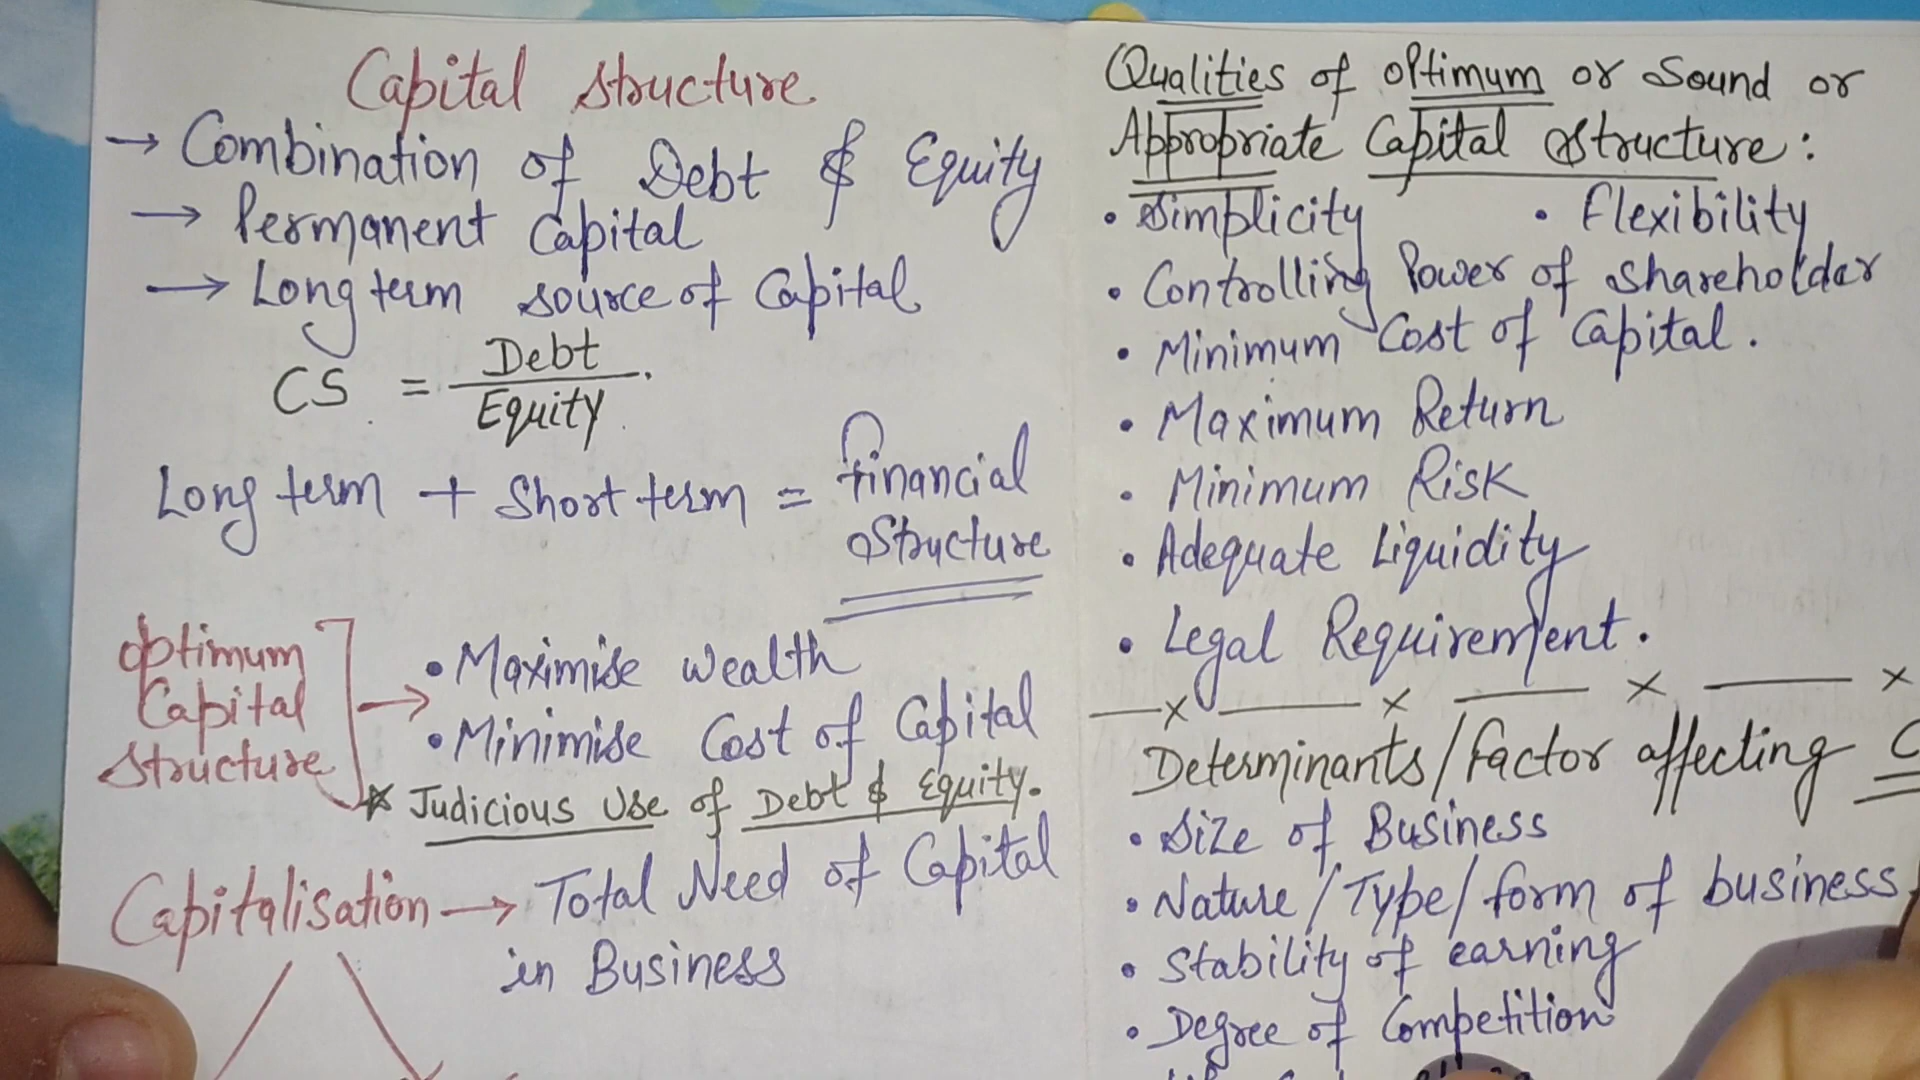 Capital Structure
→ Combination of Debt & Equity
→ Permanent Capital
→ Long term source of Capital
CS = Debt
Equity
Long term + Short term = financial
Structure
Optimum
Capital
Structure
→
• Maximise wealth
• Minimise Cost of Capital
* Judicious Use of Debt & Equity.
Capitalisation → Total Need of Capital
in Business
Qualities of optimum or Sound or
Appropriate Capital Structure :
• Simplicity • Flexibility
• Controlling Power of Shareholder
• Minimum Cost of Capital.
• Maximum Return
• Minimum Risk
• Adequate Liquidity
• Legal Requirement.
—x—x—x—x
Determinants/factor affecting
• Size of Business
• Nature/Type/form of business
• Stability of earning
• Degree of Competition